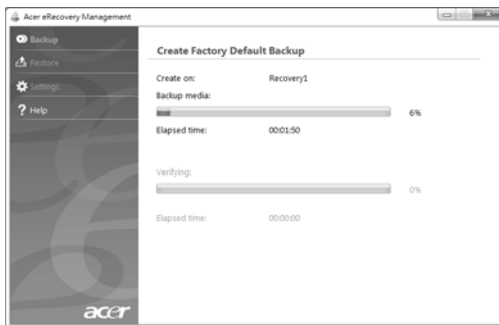 Acer eRecovery Management
Backup
Restore
Settings
Help
acer
Create Factory Default Backup
Create on: Recovery1
Backup media:
6%
Elapsed time: 00:01:50
Verifying:
0%
Elapsed time: 00:00:00